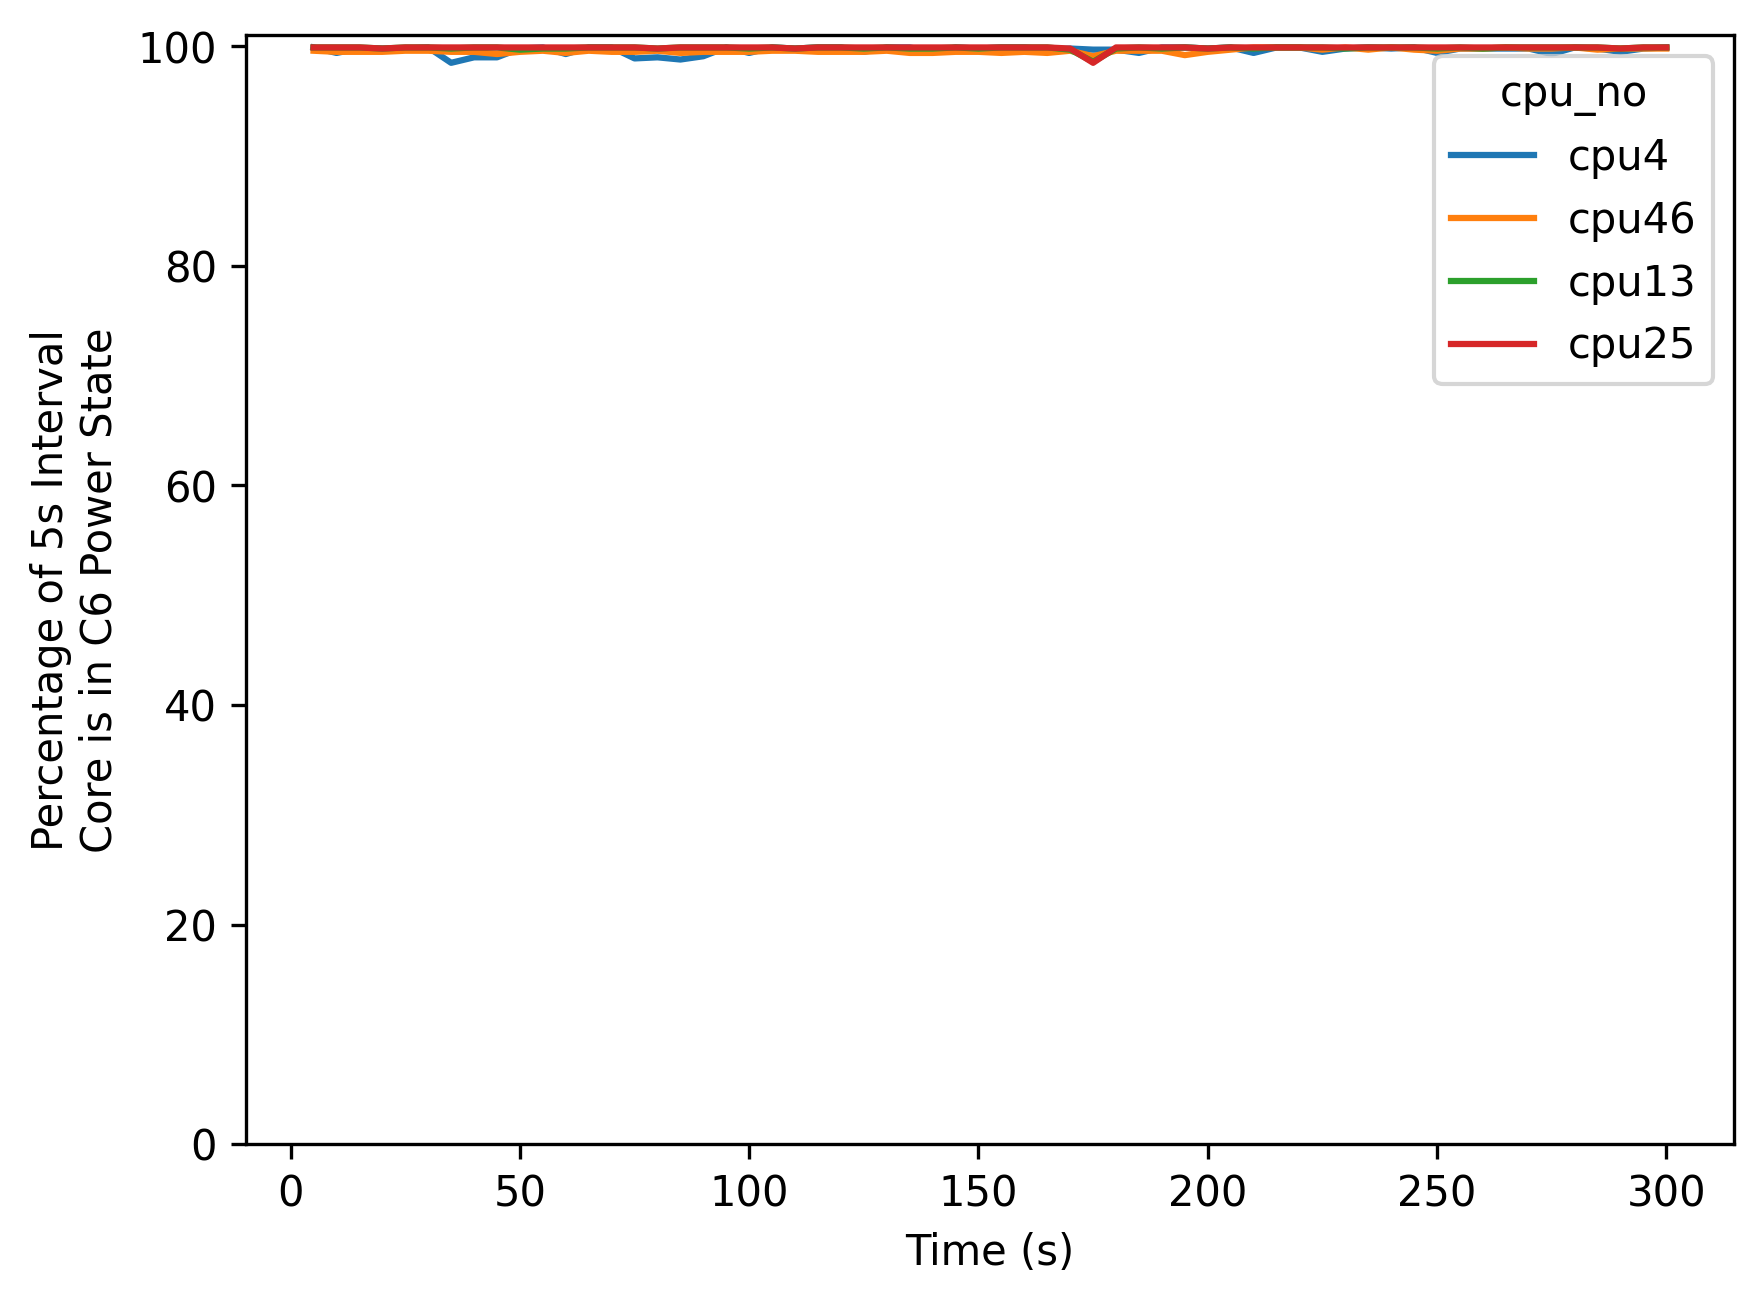 Percentage of 5s Interval
Core is in C6 Power State
100
80
60
40
20
0
cpu_no
cpu4
cpu46
cpu13
cpu25
0 50 100 150 200 250 300
Time (s)